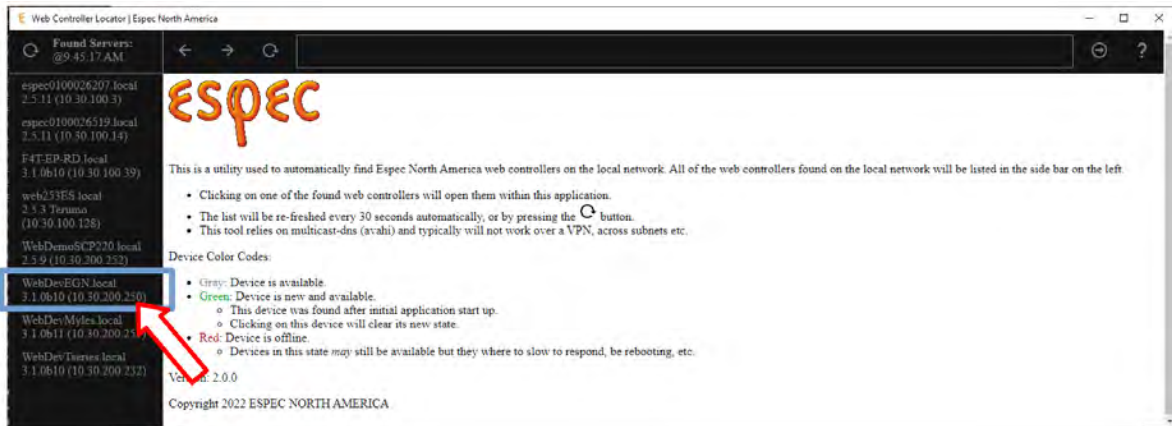 Web Controller Locator | Espec North America
Found Servers:
@9:45:17 AM
espec0100026207.local
2.5.11 (10.30.100.3)
espec0100026519.local
2.5.11 (10.30.100.14)
F4T-EP-RD.local
3.1.0b10 (10.30.100.39)
web253ES.local
2.5.3 Terumo
(10.30.100.128)
WebDemoSCP220.local
2.5.9 (10.30.200.252)
WebDevEGN.local
3.1.0b10 (10.30.200.250)
WebDevMyles.local
3.1.0b11
WebDevTseries.local
3.1.0b10 (10.30.200.232)
?
ESPEC
This is a utility used to automatically find Espec North America web controllers on the local network. All of the web controllers found on the local network will be listed in the side bar on the left.
• Clicking on one of the found web controllers will open them within this application.
• The list will be re-freshed every 30 seconds automatically, or by pressing the button.
• This tool relies on multicast-dns (avahi) and typically will not work over a VPN, across subnets etc.
Device Color Codes:
• Gray: Device is available.
• Green: Device is new and available.
◦ This device was found after initial application start up.
◦ Clicking on this device will clear its new state.
• Red: Device is offline.
◦ Devices in this state may still be available but they where to slow to respond, be rebooting, etc.
2.0.0
Copyright 2022 ESPEC NORTH AMERICA